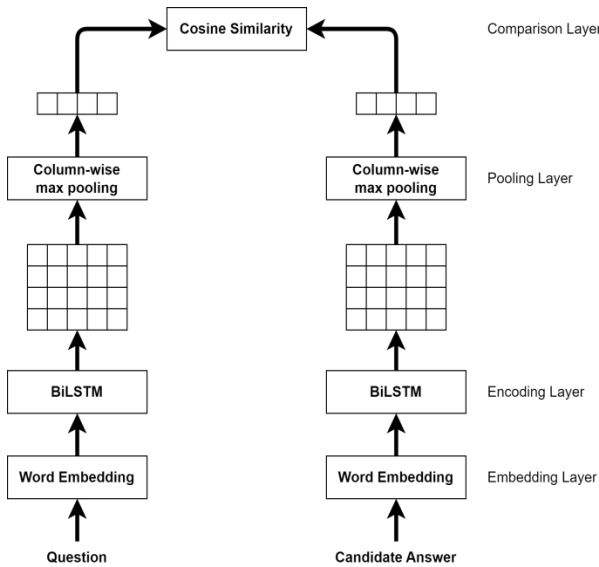 Cosine Similarity
Comparison Layer
Column-wise
max pooling
Column-wise
max pooling
Pooling Layer
BiLSTM
BiLSTM
Encoding Layer
Word Embedding
Word Embedding
Embedding Layer
Question
Candidate Answer